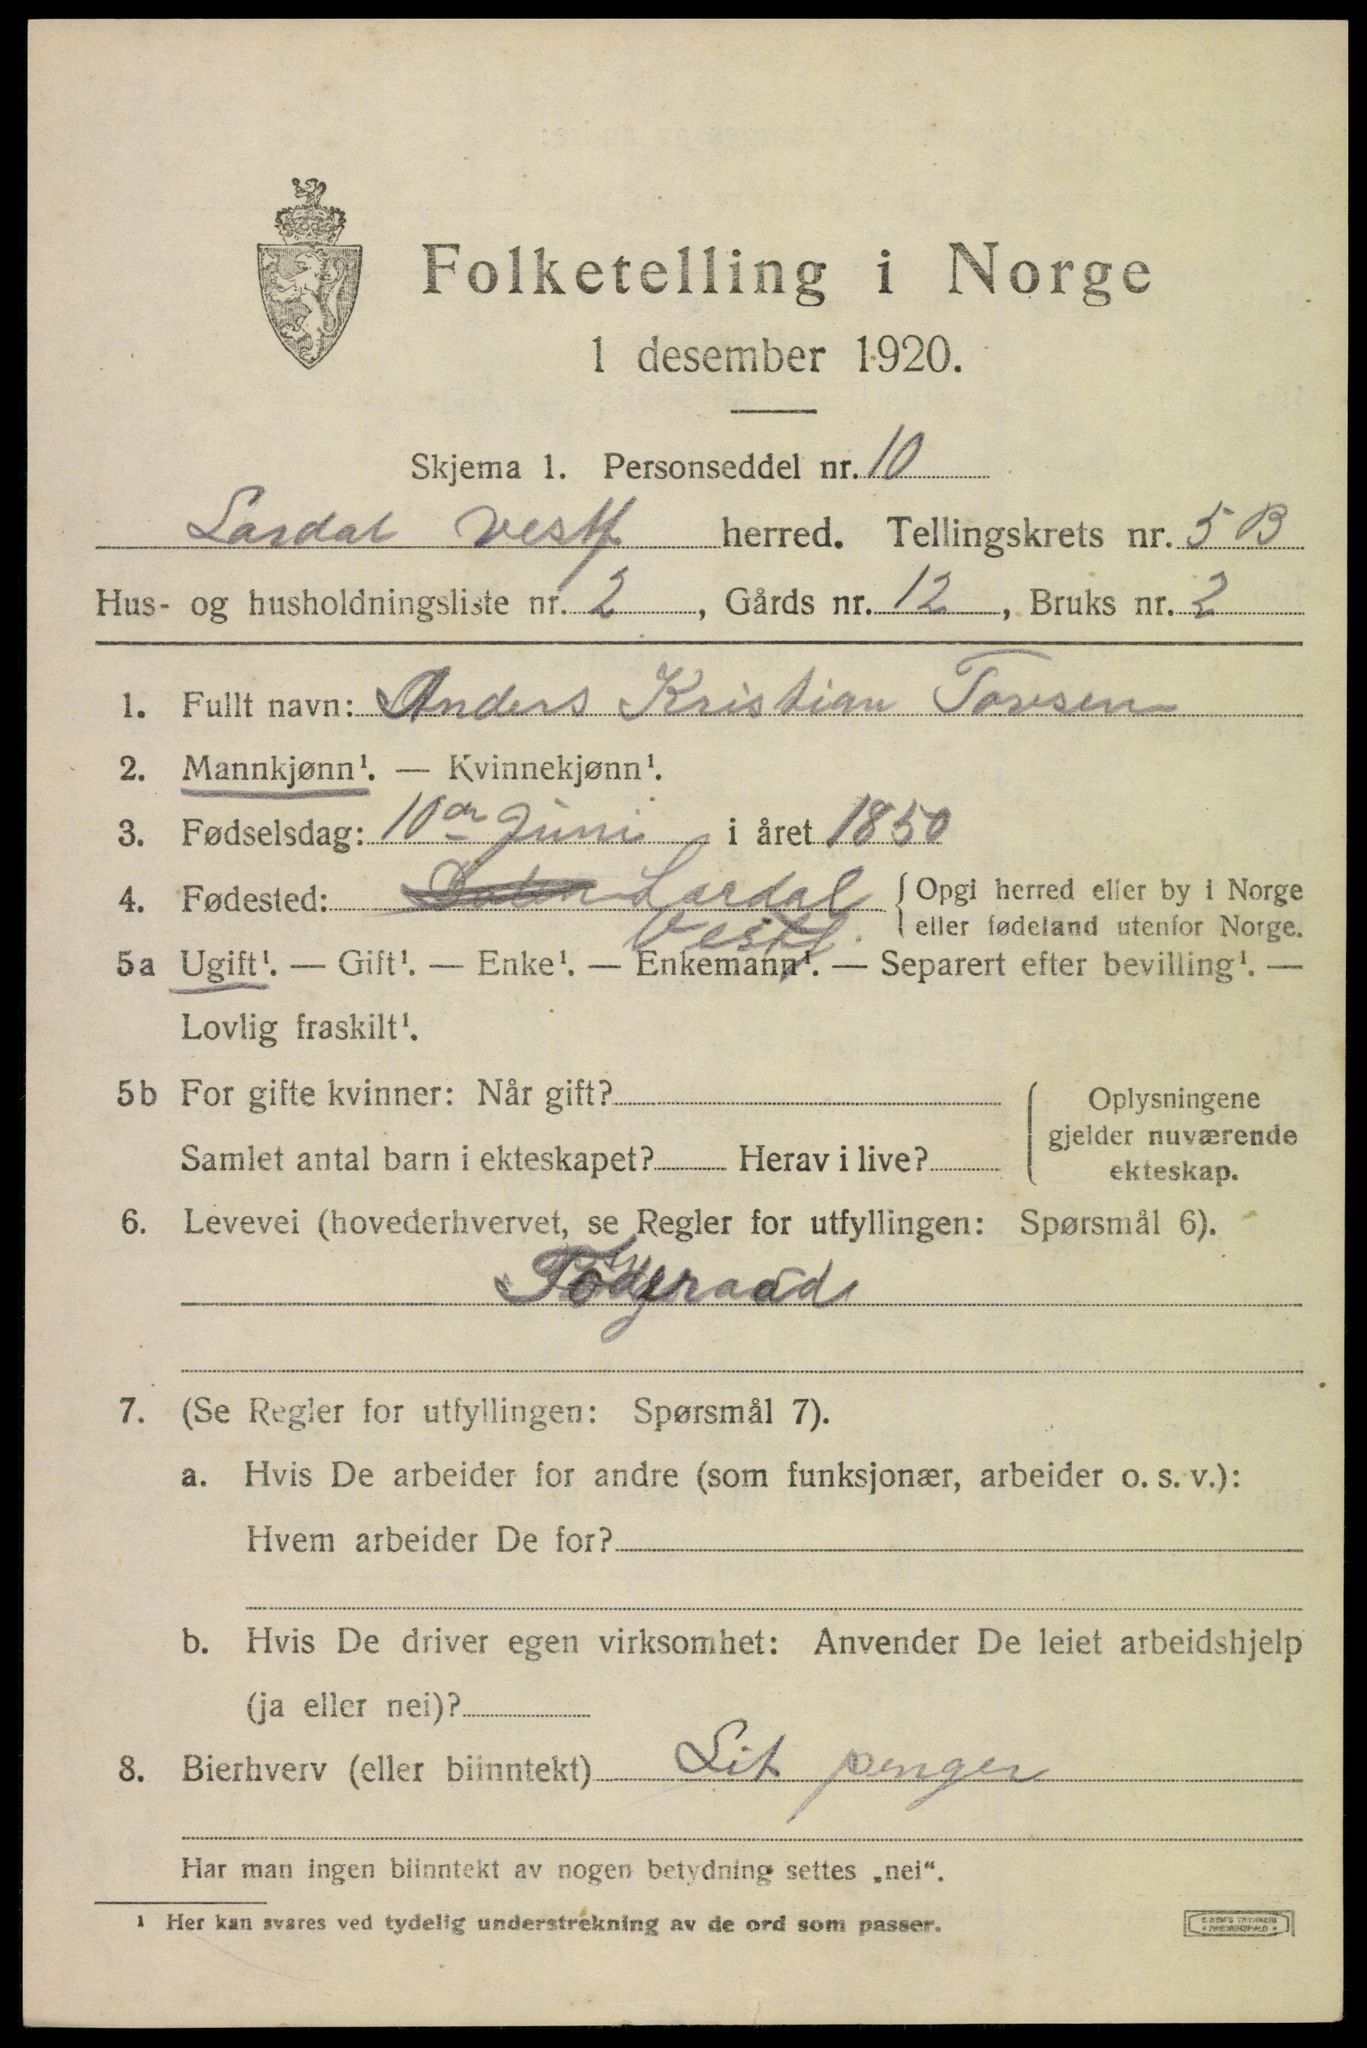 Folketelling i Norge
1 desember 1920.
Skjema 1. Personseddel nr. 10
Lardal Vestf herred. Tellingskrets nr. 5 B
Hus- og husholdningsliste nr. 2, Gårds nr. 12, Bruks nr. 2
1. Fullt navn: Anders Kristian Toresen
2. Mannkjønn¹. — Kvinnekjønn¹.
3. Fødselsdag: 10de Juni i året 1850
4. Fødested: Lardal { Opgi herred eller by i Norge
Vestf. eller fødeland utenfor Norge.
5a Ugift¹. — Gift¹. — Enke¹. — Enkemann¹. — Separert efter bevilling¹. —
Lovlig fraskilt¹.
5b For gifte kvinner: Når gift? { Oplysningene
gjelder nuværende
Samlet antal barn i ekteskapet? Herav i live? ekteskap.
6. Levevei (hovederhvervet, se Regler for utfyllingen: Spørsmål 6).
Föderaad
7. (Se Regler for utfyllingen: Spørsmål 7).
a. Hvis De arbeider for andre (som funksjonær, arbeider o. s. v.):
Hvem arbeider De for?
b. Hvis De driver egen virksomhet: Anvender De leiet arbeidshjelp
(ja eller nei)?
8. Bierhverv (eller biinntekt) Lit penger
Har man ingen biinntekt av nogen betydning settes „nei“.
¹ Her kan svares ved tydelig understrekning av de ord som passer.